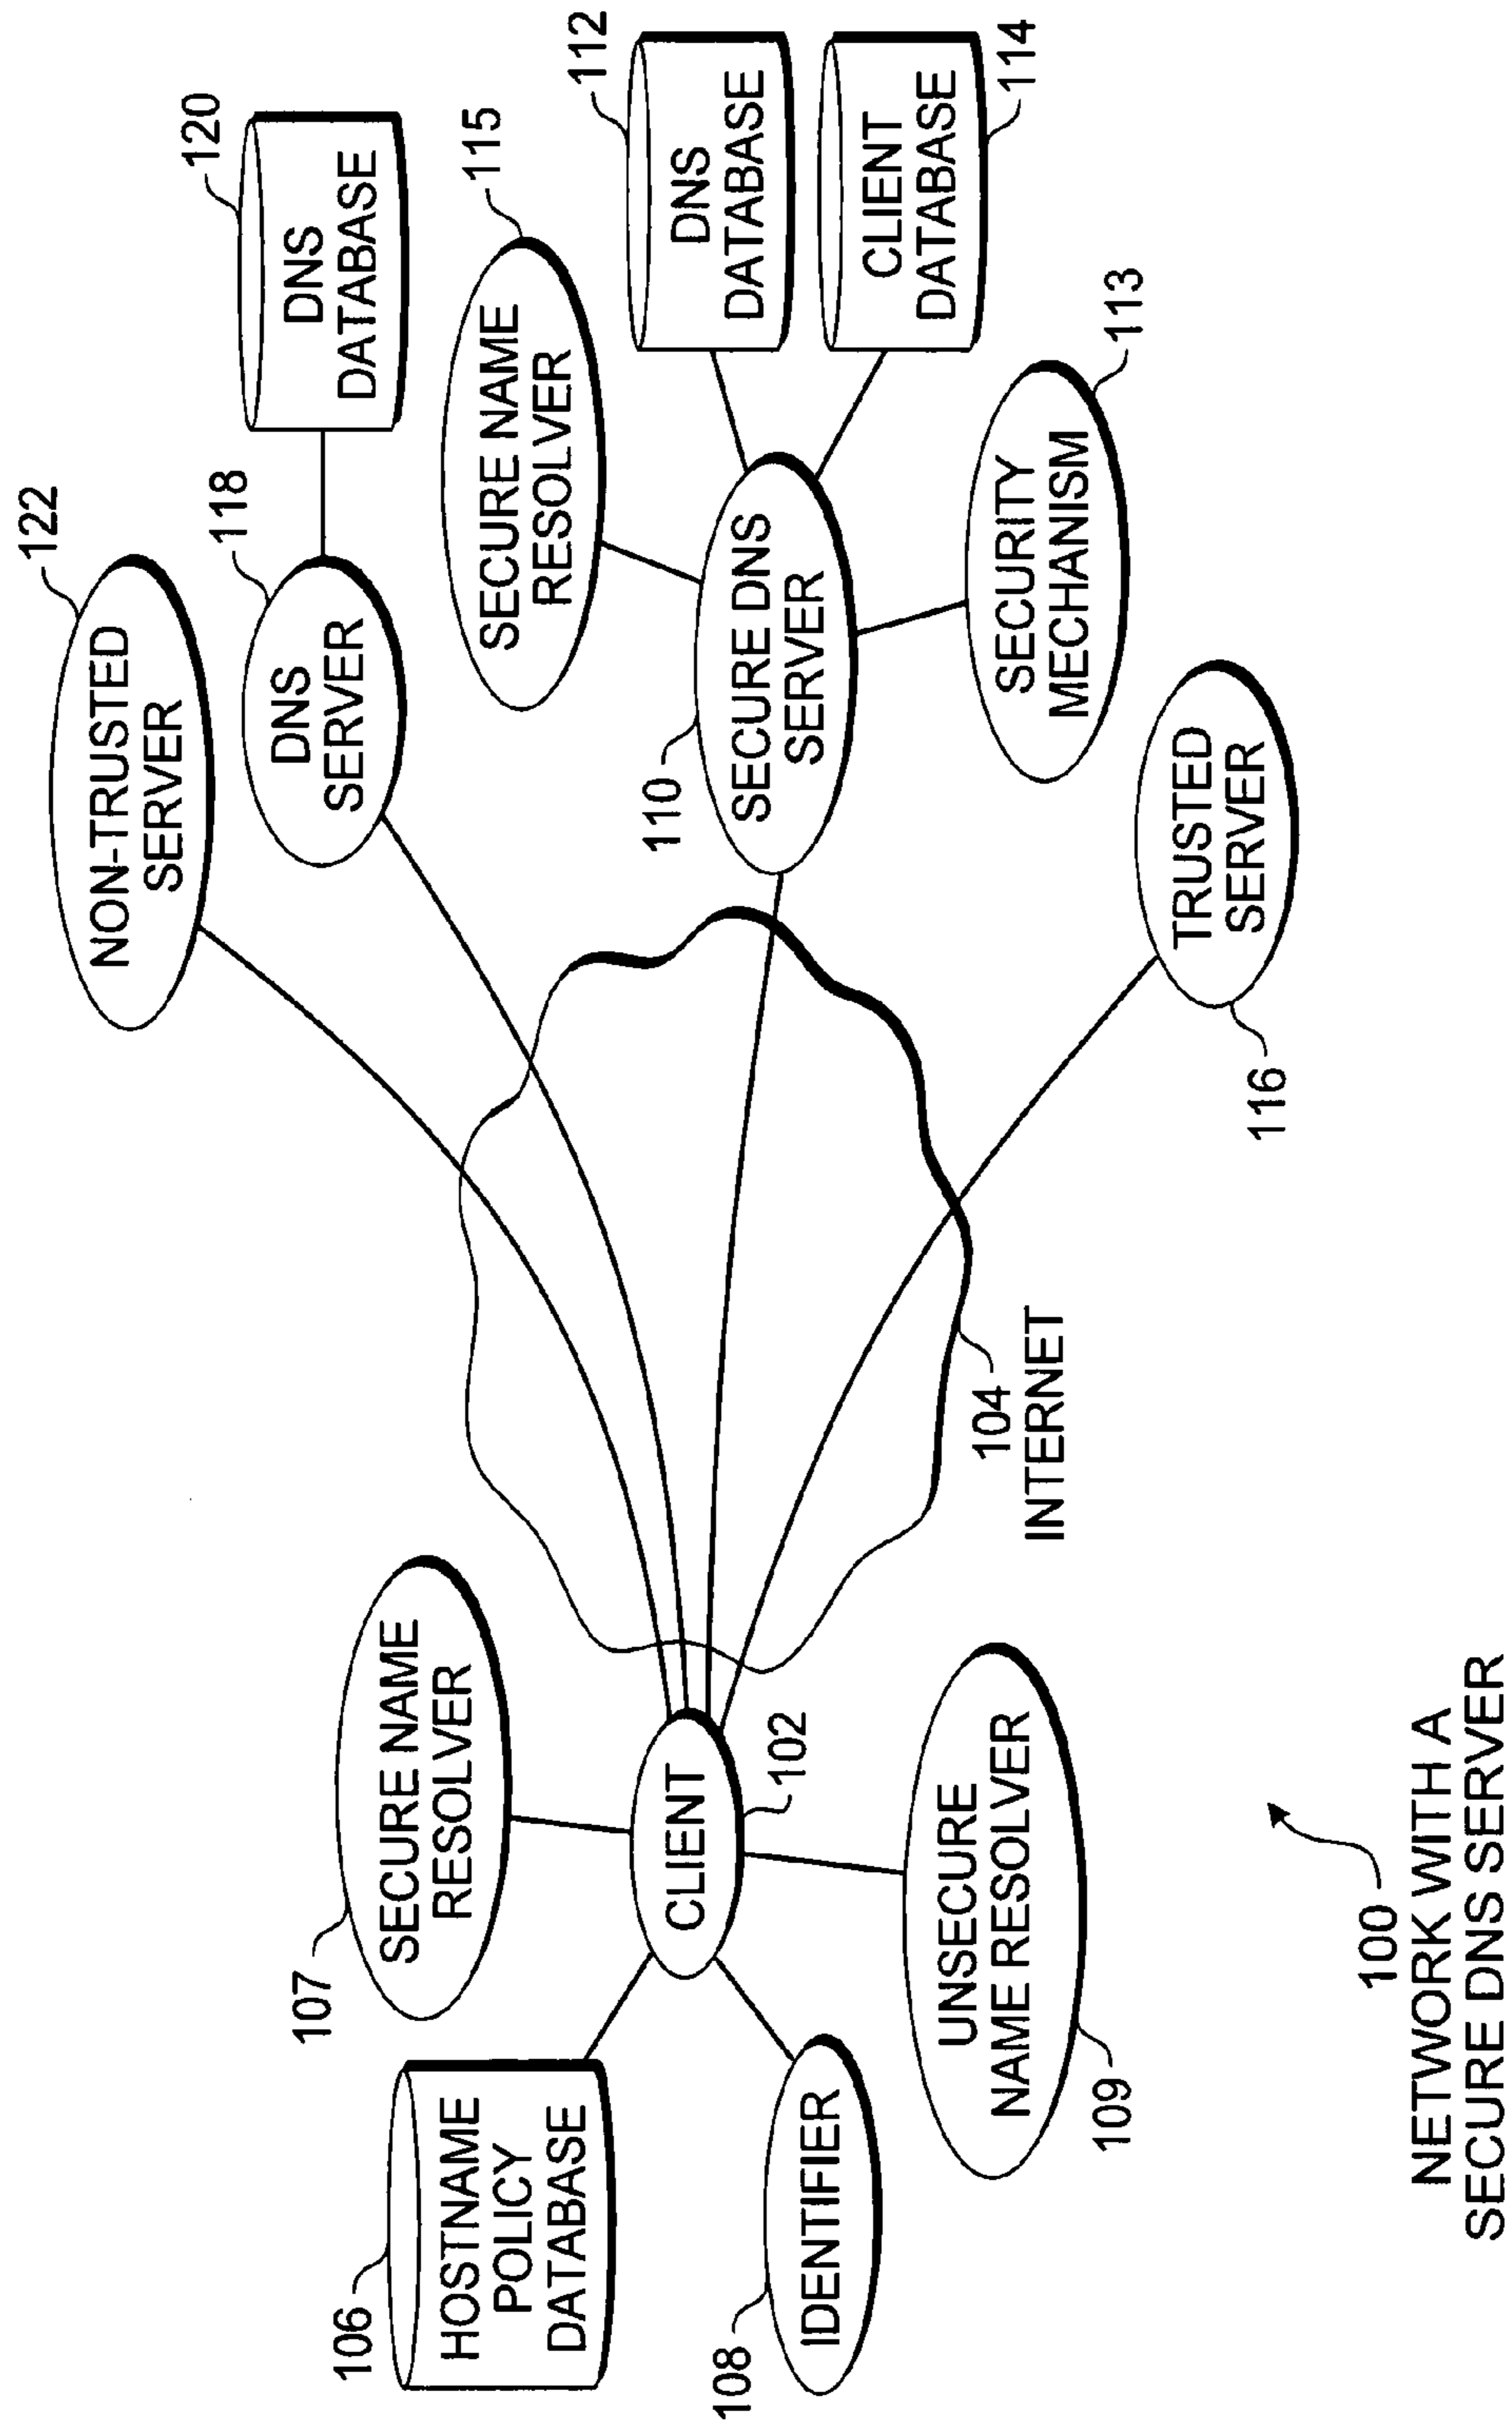 122
NON-TRUSTED
SERVER
118
DNS
SERVER
120
DNS
DATABASE
115
SECURE NAME
RESOLVER
112
DNS
DATABASE
CLIENT
DATABASE
114
110
SECURE DNS
SERVER
SECURITY
MECHANISM
113
TRUSTED
SERVER
116
104
INTERNET
107
SECURE NAME
RESOLVER
CLIENT
102
106
HOSTNAME
POLICY
DATABASE
108
IDENTIFIER
UNSECURE
NAME RESOLVER
109
100
NETWORK WITH A
SECURE DNS SERVER